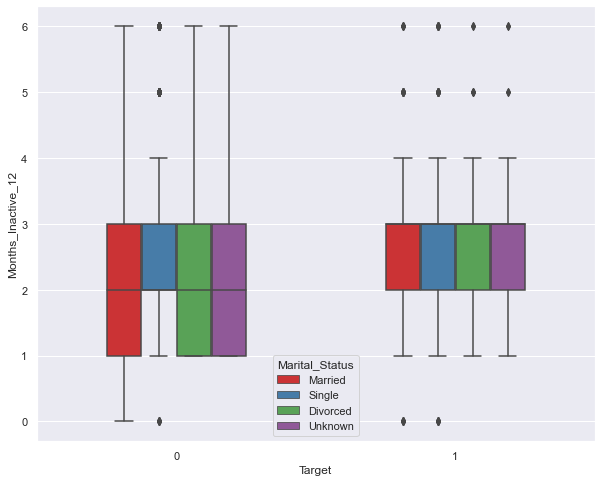 6
5
4
3
2
1
0
Months_Inactive_12
Marital_Status
Married
Single
Divorced
Unknown
0
1
Target